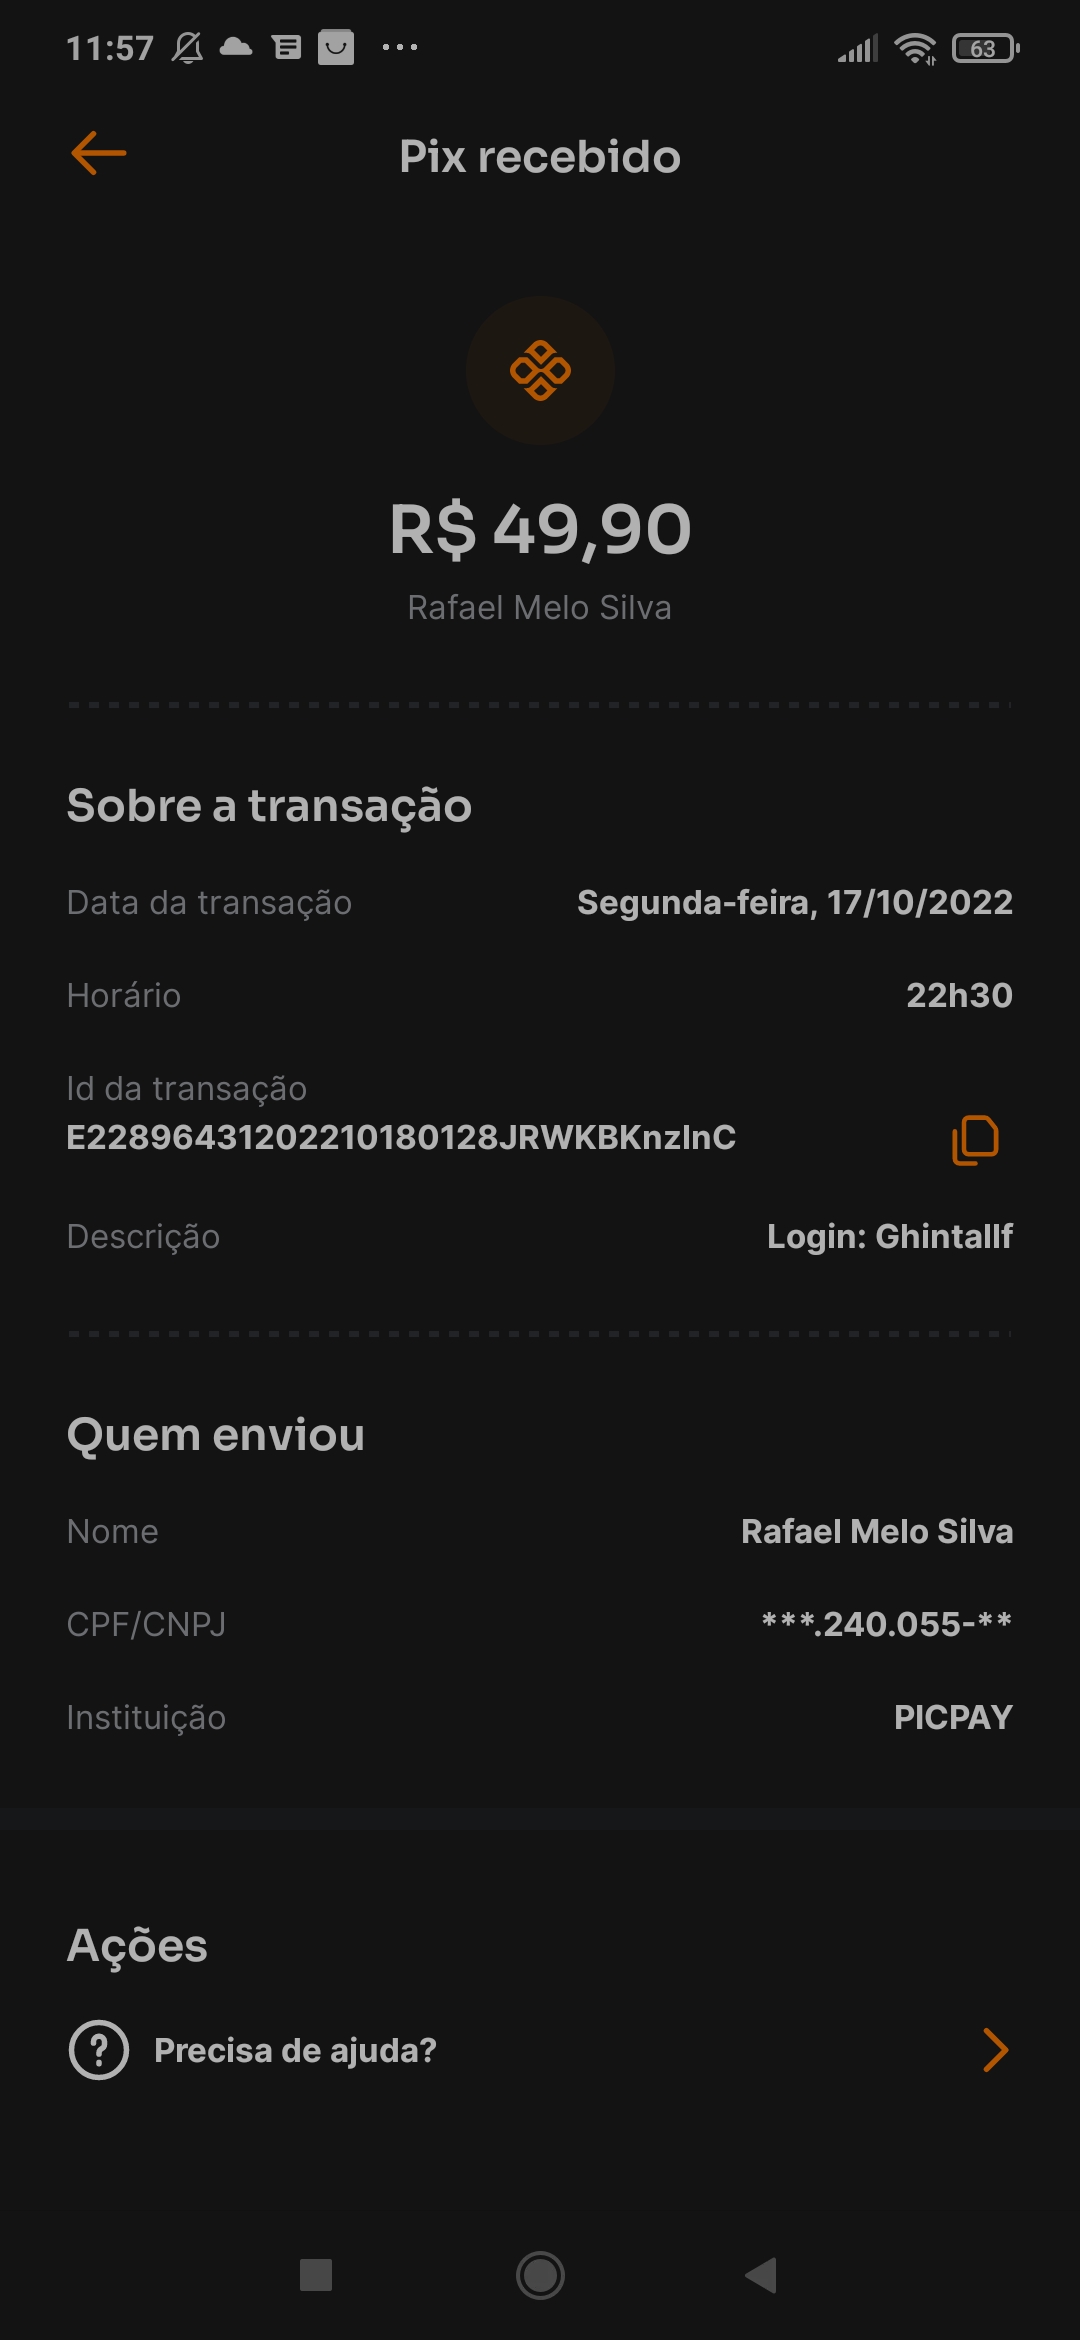 11:57
63
Pix recebido
R$ 49,90
Rafael Melo Silva
Sobre a transação
Data da transação Segunda-feira, 17/10/2022
Horário 22h30
Id da transação
E22896431202210180128JRWKBKnzInC
Descrição Login: Ghintallf
Quem enviou
Nome Rafael Melo Silva
CPF/CNPJ ***.240.055-**
Instituição PICPAY
Ações
Precisa de ajuda?